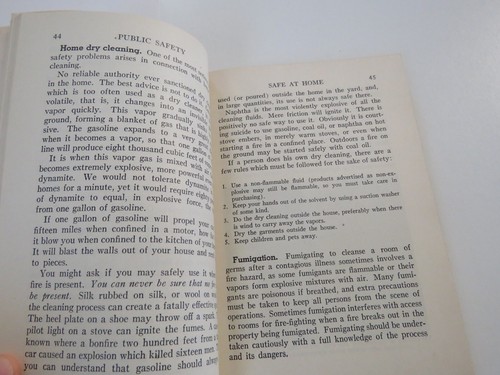 44 PUBLIC SAFETY
Home dry cleaning. One of the most
safety problems arises in connection with
cleaning.
No reliable authority ever sanctioned dry
in the home. The best advice is not to do
which is too often used as a dry
volatile, that is, it changes into an
vapor quickly. This vapor gradually
ground, forming a blanket of gas that is
sive. The gasoline expands to a very
when it becomes a vapor, so that one
line will produce eight thousand cubic feet of
It is when this vapor gas is mixed with
becomes extremely explosive, more powerful
dynamite. We would not tolerate dynamite
homes for a minute, yet it would require
of dynamite to equal, in explosive force, the
from one gallon of gasoline.
If one gallon of gasoline will propel your
fifteen miles when confined in a motor, how
it blow you when confined to the kitchen of your
It will blast the walls out of your house and
to pieces.
You might ask if you may safely use it when
fire is present. You can never be sure that no
be present. Silk rubbed on silk, or wool on
the cleaning process can create a fatally effective
The heel plate on a shoe may throw off a spark.
pilot light on a stove can ignite the fumes. A
known where a bonfire two hundred feet from a
car caused an explosion which killed sixteen men.
you can understand that gasoline should always
SAFE AT HOME 45
used (or poured) outside the home in the yard, and,
in large quantities, its use is not always safe there.
Naphtha is the most violently explosive of all the
cleaning fluids. Mere friction will ignite it. There is
positively no safe way to use it. Obviously it is court-
ing suicide to use gasoline, coal oil, or naphtha on hot
stove embers, in merely warm stoves, or even when
starting a fire in a confined place. Outdoors a fire on
the ground may be started safely with coal oil.
If a person does his own dry cleaning, there are a
few rules which must be followed for the sake of safety:
1. Use a non-flammable fluid (products advertised as non-ex-
plosive may still be flammable, so you must take care in
purchasing).
2. Keep your hands out of the solvent by using a suction washer
of some kind.
3. Do the dry cleaning outside the home, preferably when there
is wind to carry away the vapors.
4. Dry the garments outside the home.
5. Keep children and pets away.
Fumigation. Fumigating to cleanse a room of
germs after a contagious illness sometimes involves a
fire hazard, as some fumigants are flammable or their
vapors form explosive mixtures with air. Many fumi-
gants are poisonous if breathed, and extra precautions
must be taken to keep all persons from the scene of
operations. Sometimes fumigation interferes with access
to rooms for fire-fighting when a fire breaks out in the
property being fumigated. Fumigating should be under-
taken cautiously with a full knowledge of the process
and its dangers.